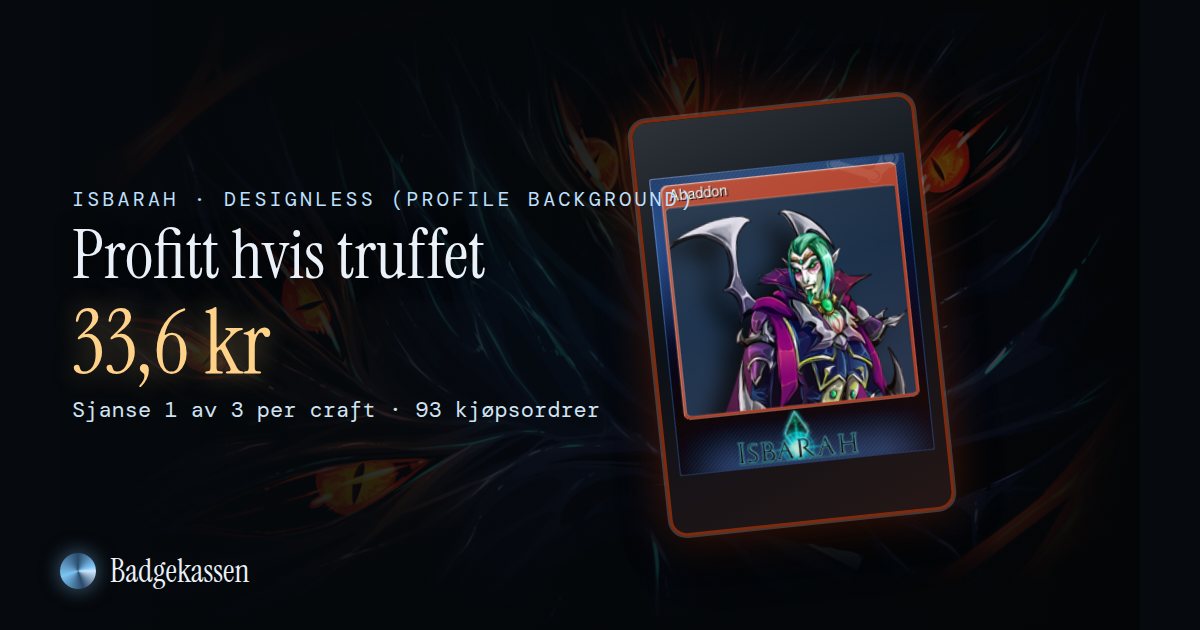 ISBARAH · DESIGNLESS (PROFILE BACKGROUND)
Profitt hvis truffet
33,6 kr
Sjanse 1 av 3 per craft · 93 kjøpsordrer
Abaddon
ISBARAH
Badgekassen